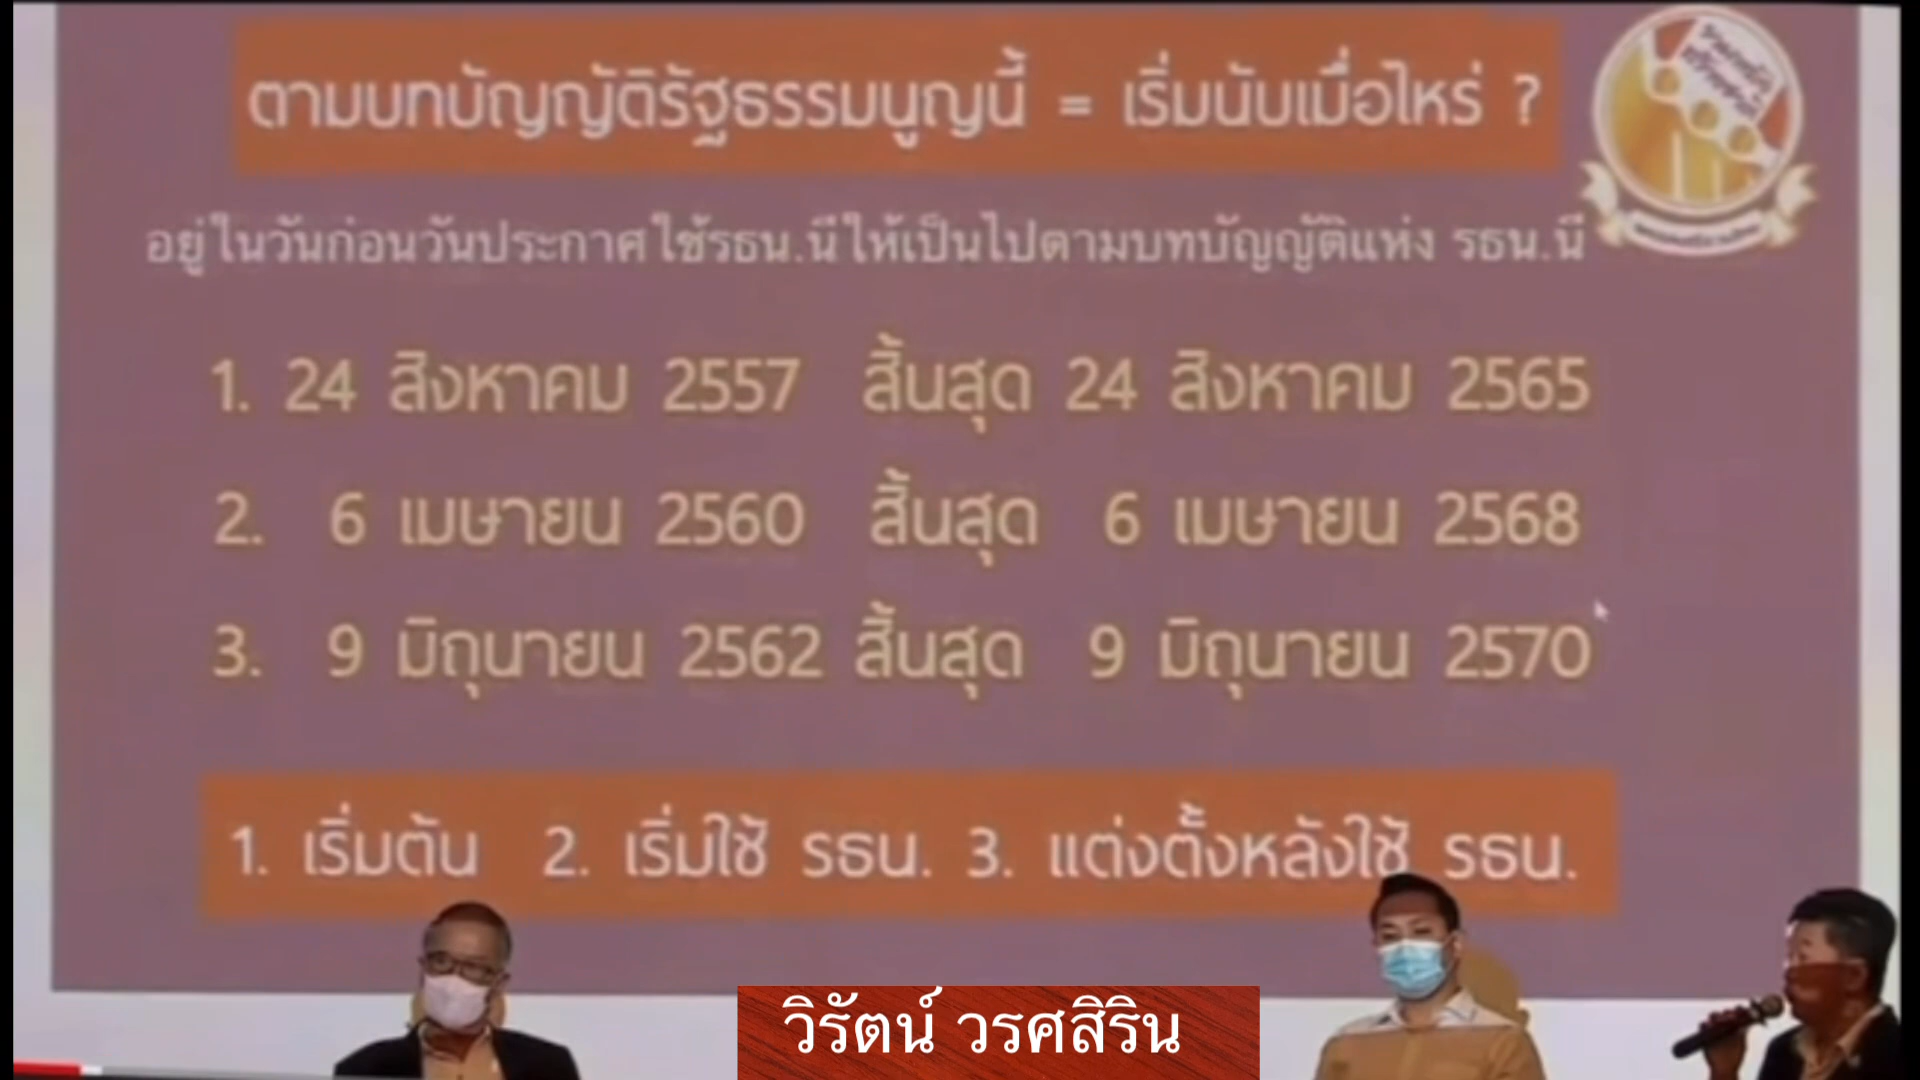 ตามบทบัญญัติรัฐธรรมนูญนี้ = เริ่มนับเมื่อไหร่ ?
อยู่ในวันก่อนวันประกาศใช้รธน.นี้ให้เป็นไปตามบทบัญญัติแห่ง รธน.นี้
1. 24 สิงหาคม 2557 สิ้นสุด 24 สิงหาคม 2565
2. 6 เมษายน 2560 สิ้นสุด 6 เมษายน 2568
3. 9 มิถุนายน 2562 สิ้นสุด 9 มิถุนายน 2570
1. เริ่มต้น 2. เริ่มใช้ รธน. 3. แต่งตั้งหลังใช้ รธน.
วิรัตน์ วรศสิริน